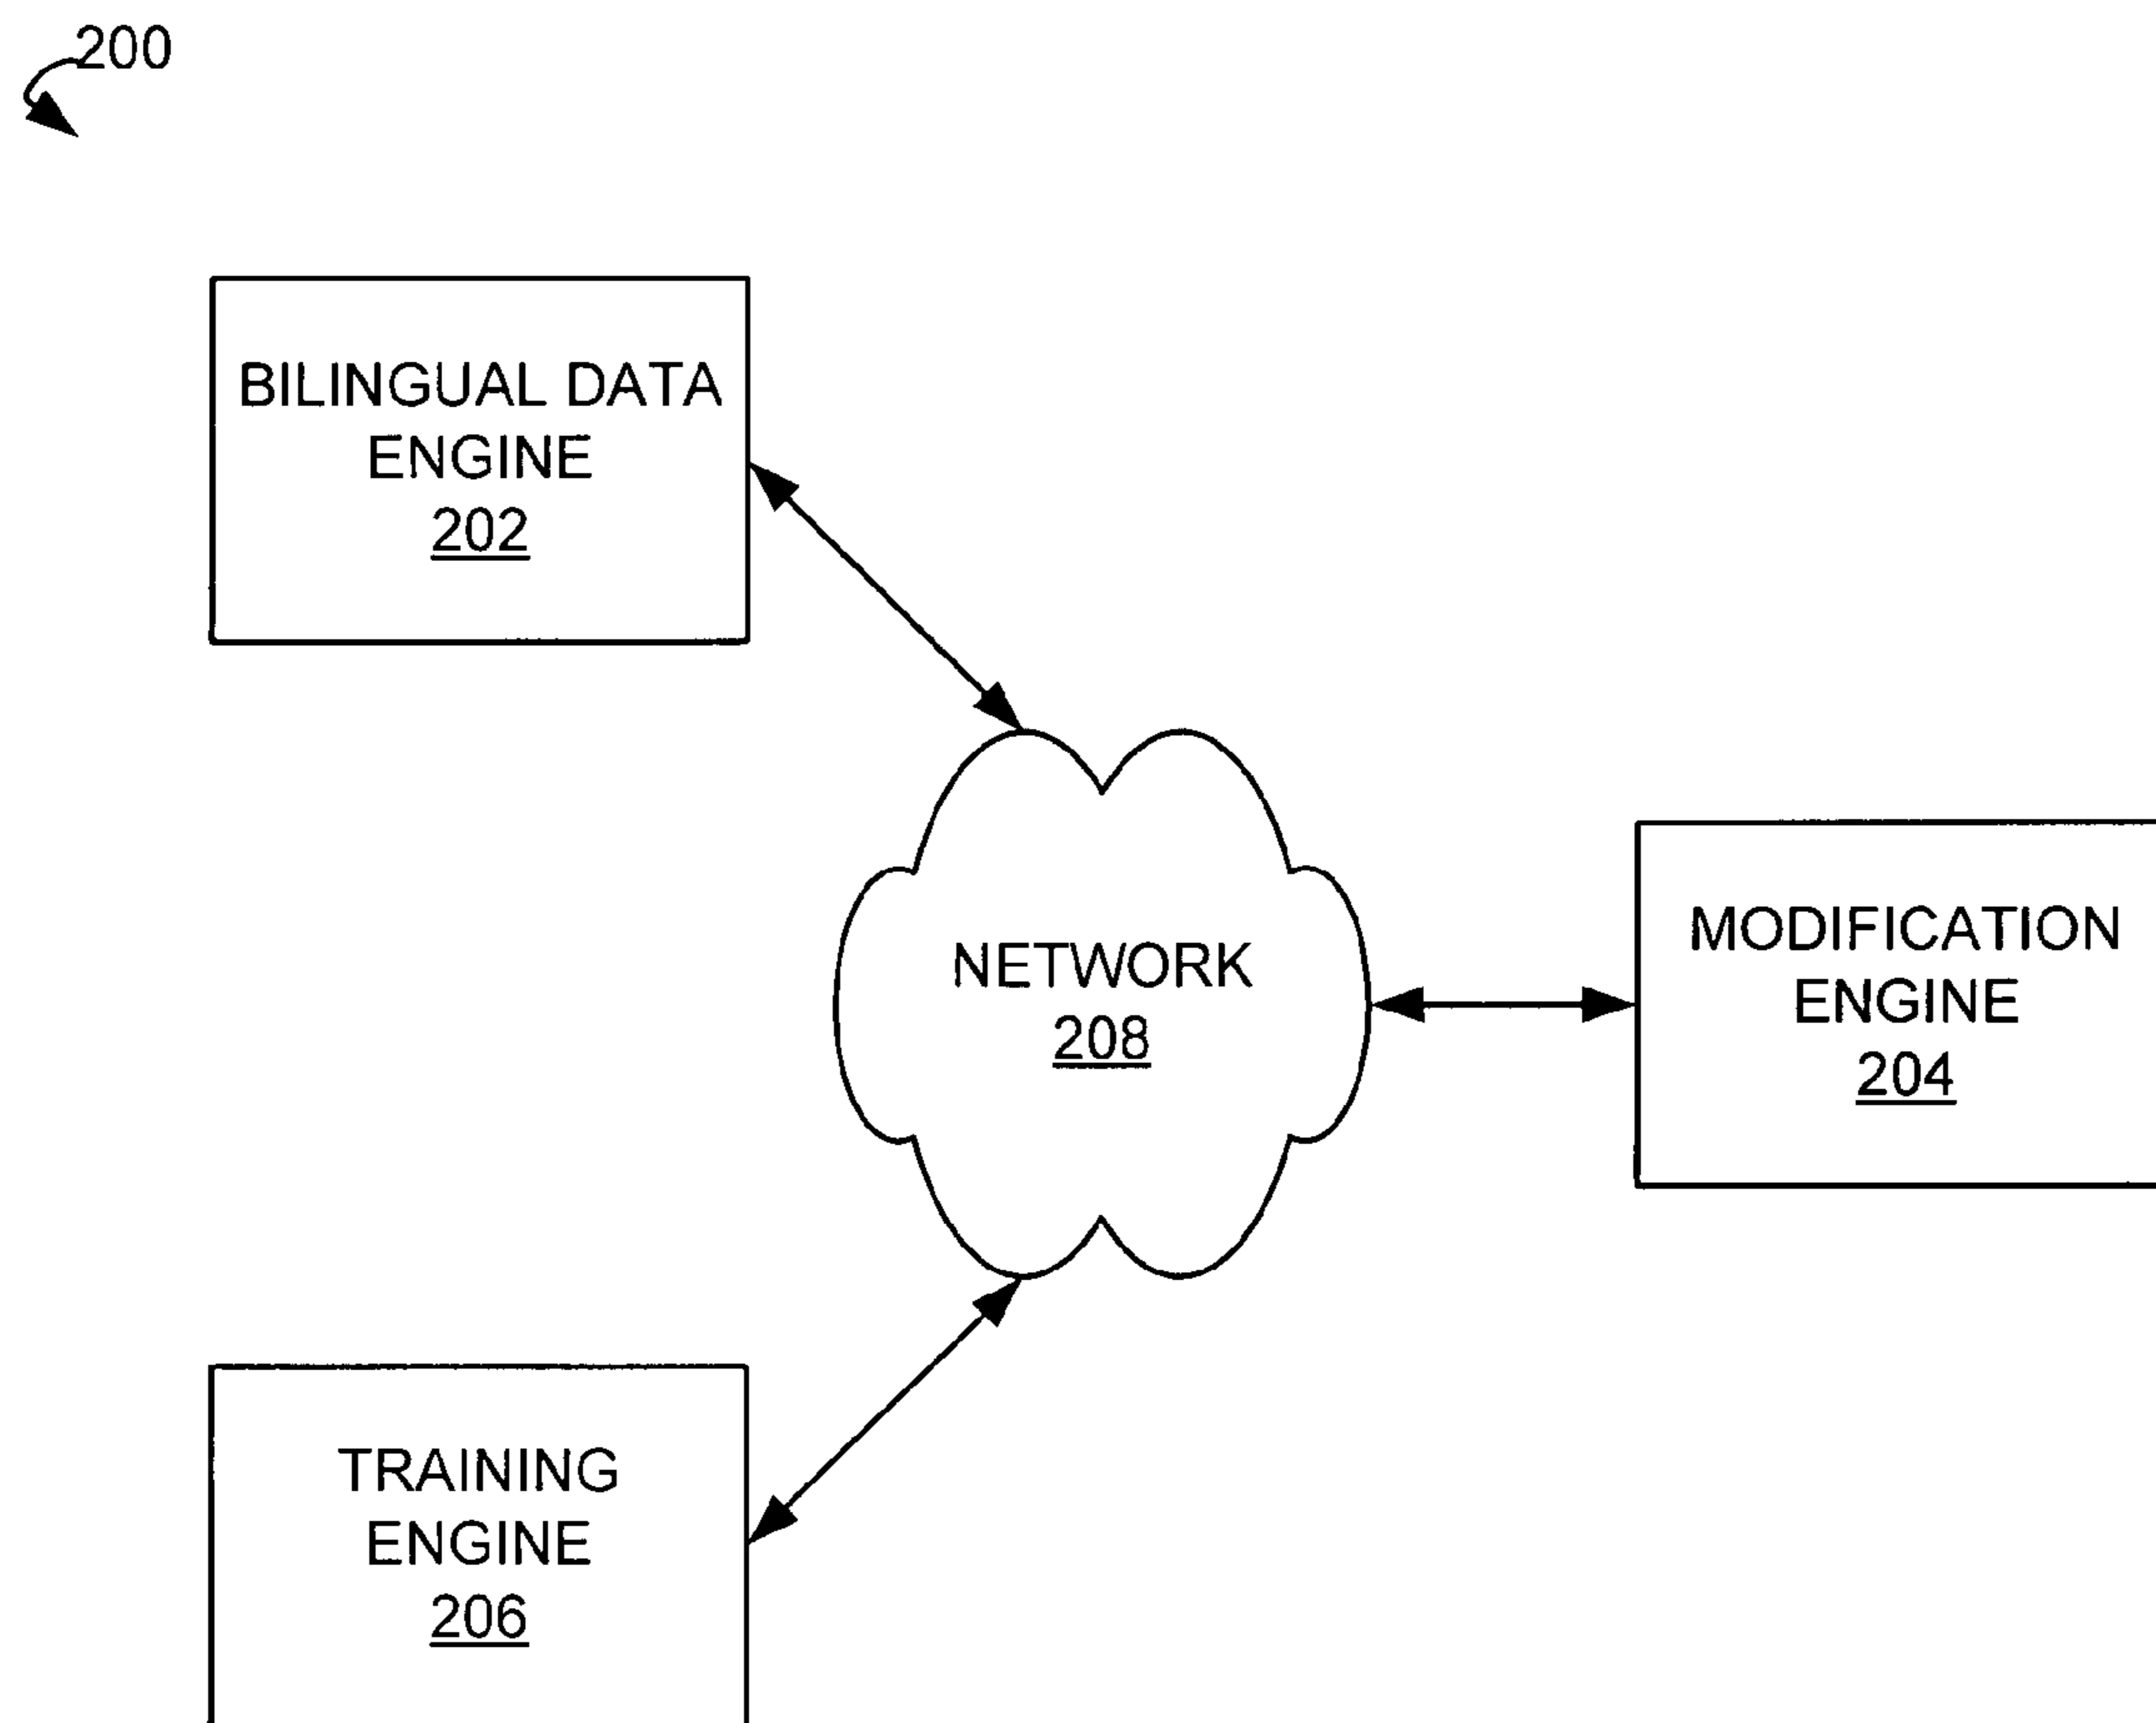 200
BILINGUAL DATA
ENGINE
202
NETWORK
208
MODIFICATION
ENGINE
204
TRAINING
ENGINE
206